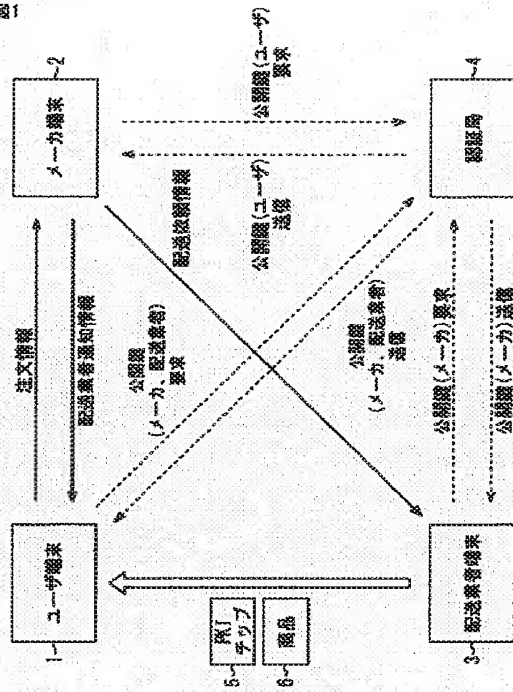 図1
ユーザ端末
1
メーカ端末
2
注文情報
配送業者通知情報
公開鍵
(メーカ、配送業者)
要求
配送依頼情報
公開鍵(ユーザ)
送信
公開鍵(ユーザ)
要求
PKI
チップ
5
商品
6
公開鍵
(メーカ、配送業者)
送信
配送業者端末
3
公開鍵(メーカ)要求
公開鍵(メーカ)送信
認証局
4